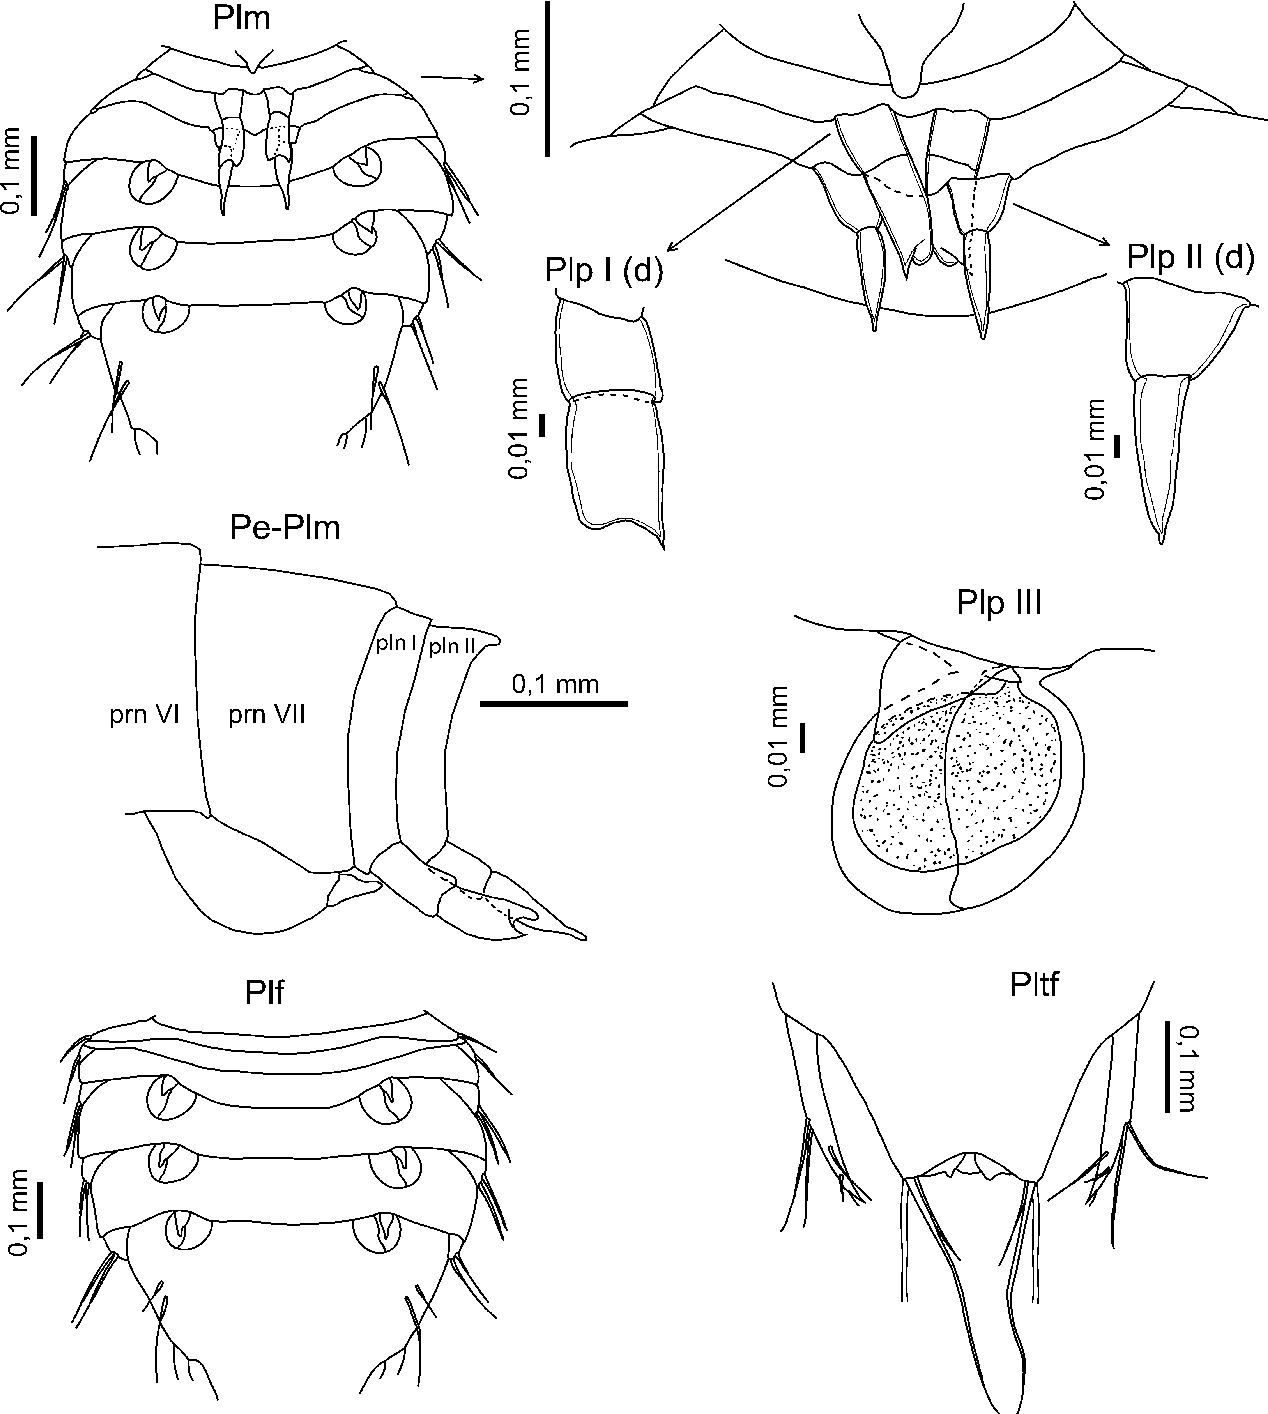 Plm
0,1 mm
0,1 mm
Plp I (d)
Plp II (d)
0,01 mm
0,01 mm
Pe-Plm
pln I
pln II
0,1 mm
prn VI
prn VII
Plp III
0,01 mm
Plf
Pltf
0,1 mm
0,1 mm